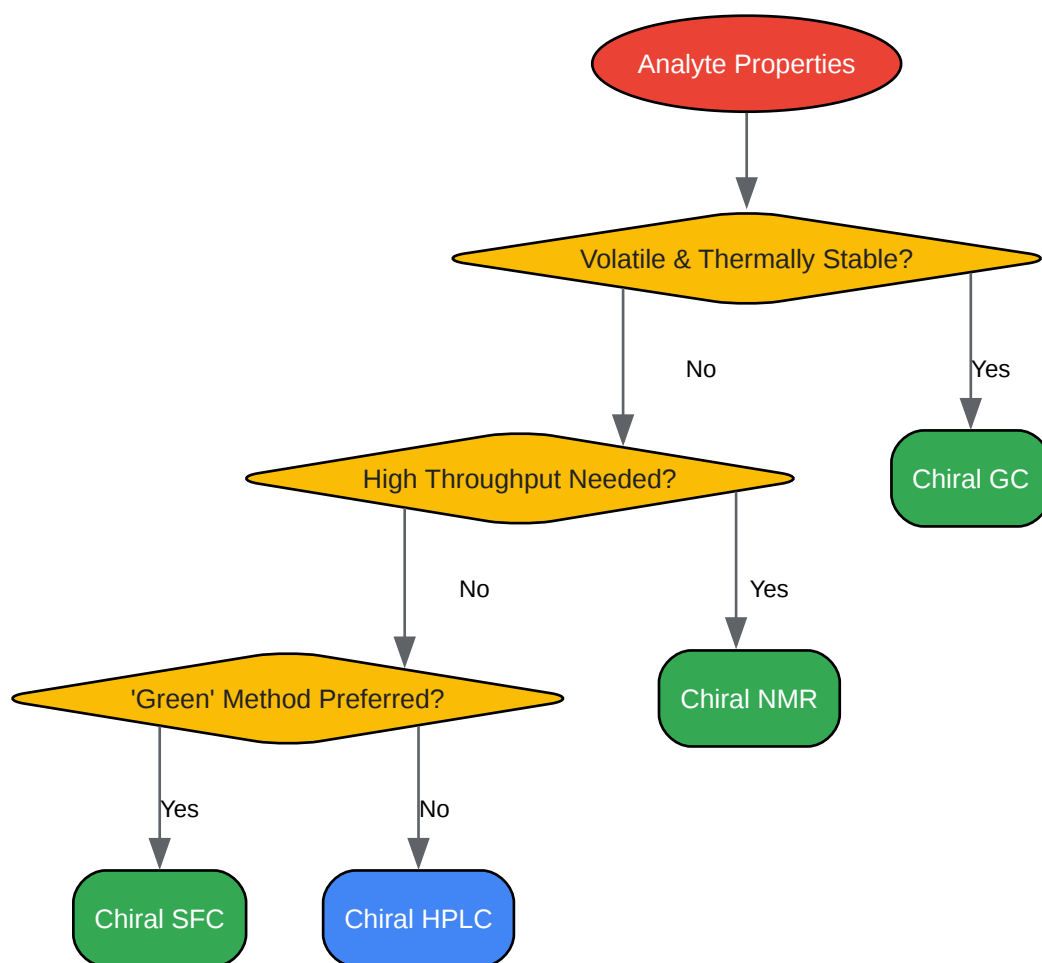 Analyte Properties
Volatile & Thermally Stable?
No
Yes
High Throughput Needed?
Chiral GC
No
Yes
'Green' Method Preferred?
Chiral NMR
Yes
No
Chiral SFC
Chiral HPLC